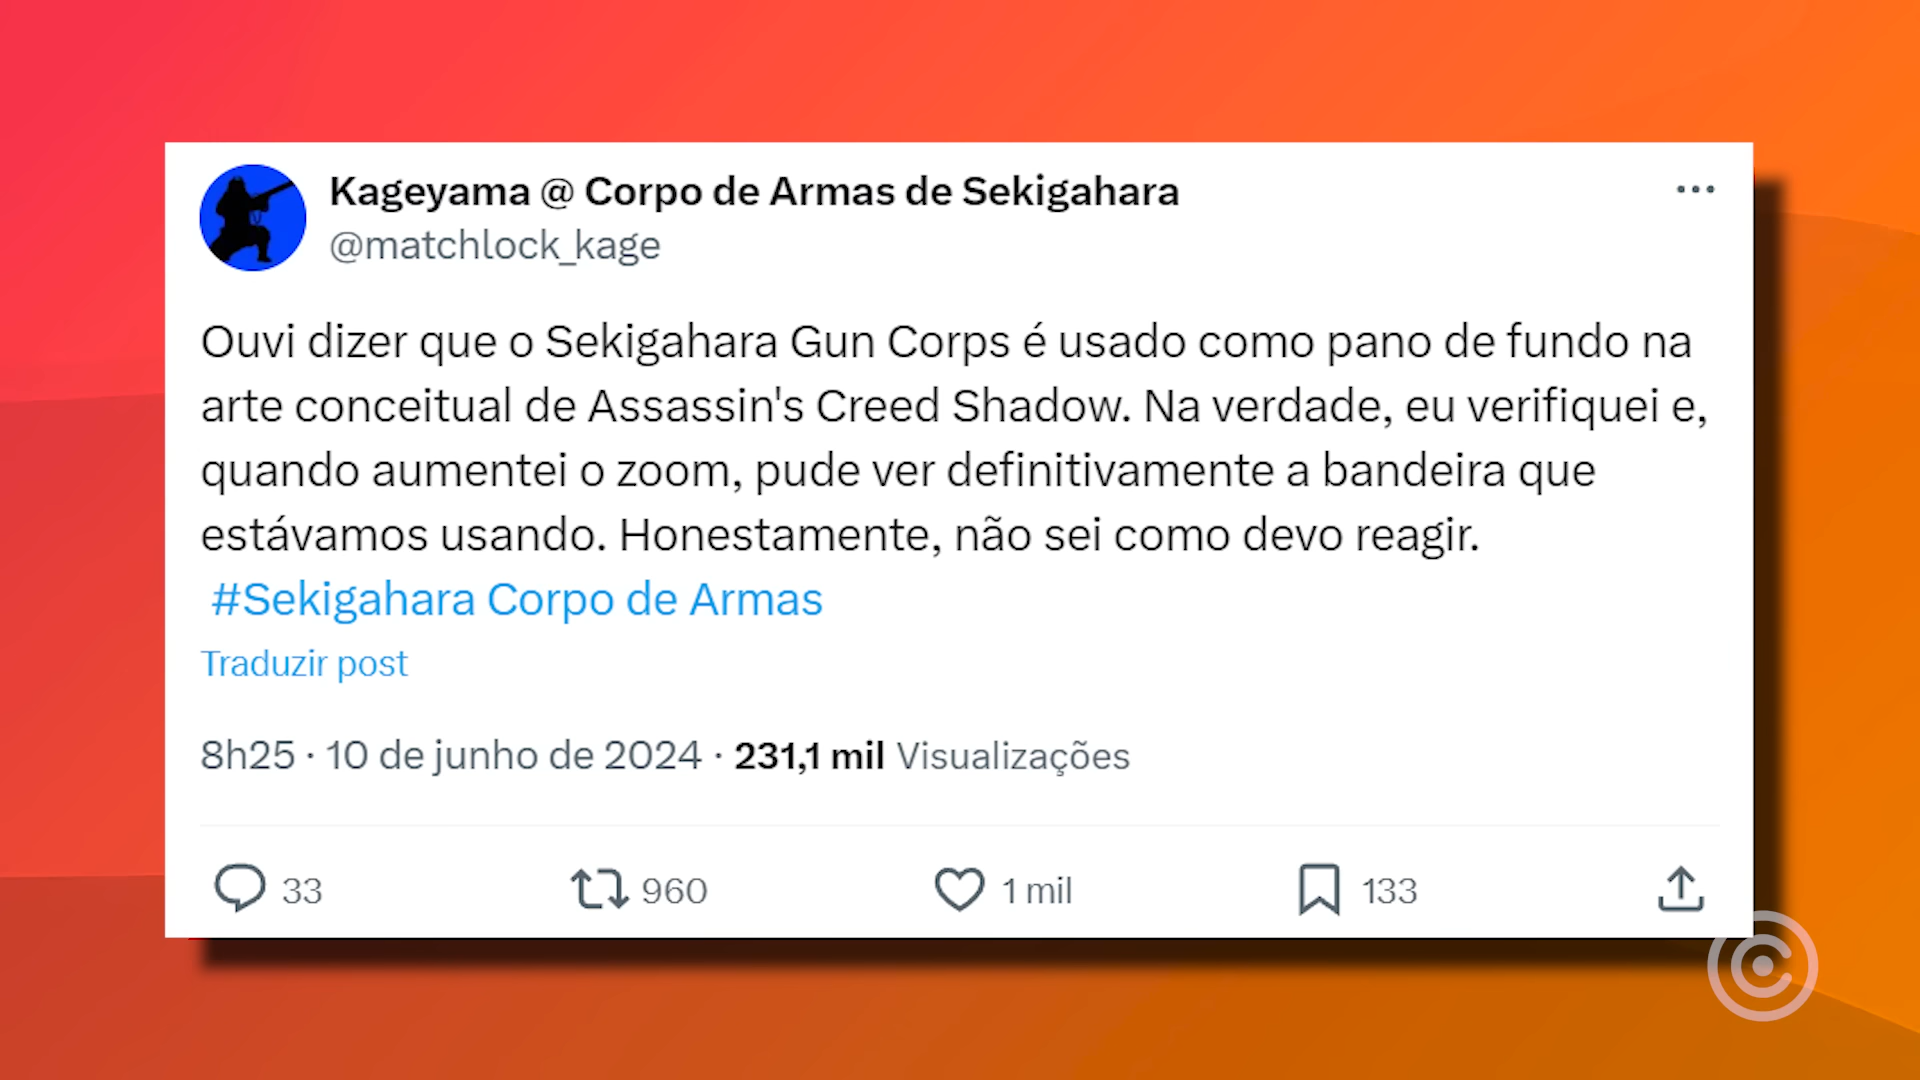 Kageyama @ Corpo de Armas de Sekigahara
@matchlock_kage
Ouvi dizer que o Sekigahara Gun Corps é usado como pano de fundo na
arte conceitual de Assassin's Creed Shadow. Na verdade, eu verifiquei e,
quando aumentei o zoom, pude ver definitivamente a bandeira que
estávamos usando. Honestamente, não sei como devo reagir.
#Sekigahara Corpo de Armas
Traduzir post
8h25 · 10 de junho de 2024 · 231,1 mil Visualizações
33 960 1 mil 133